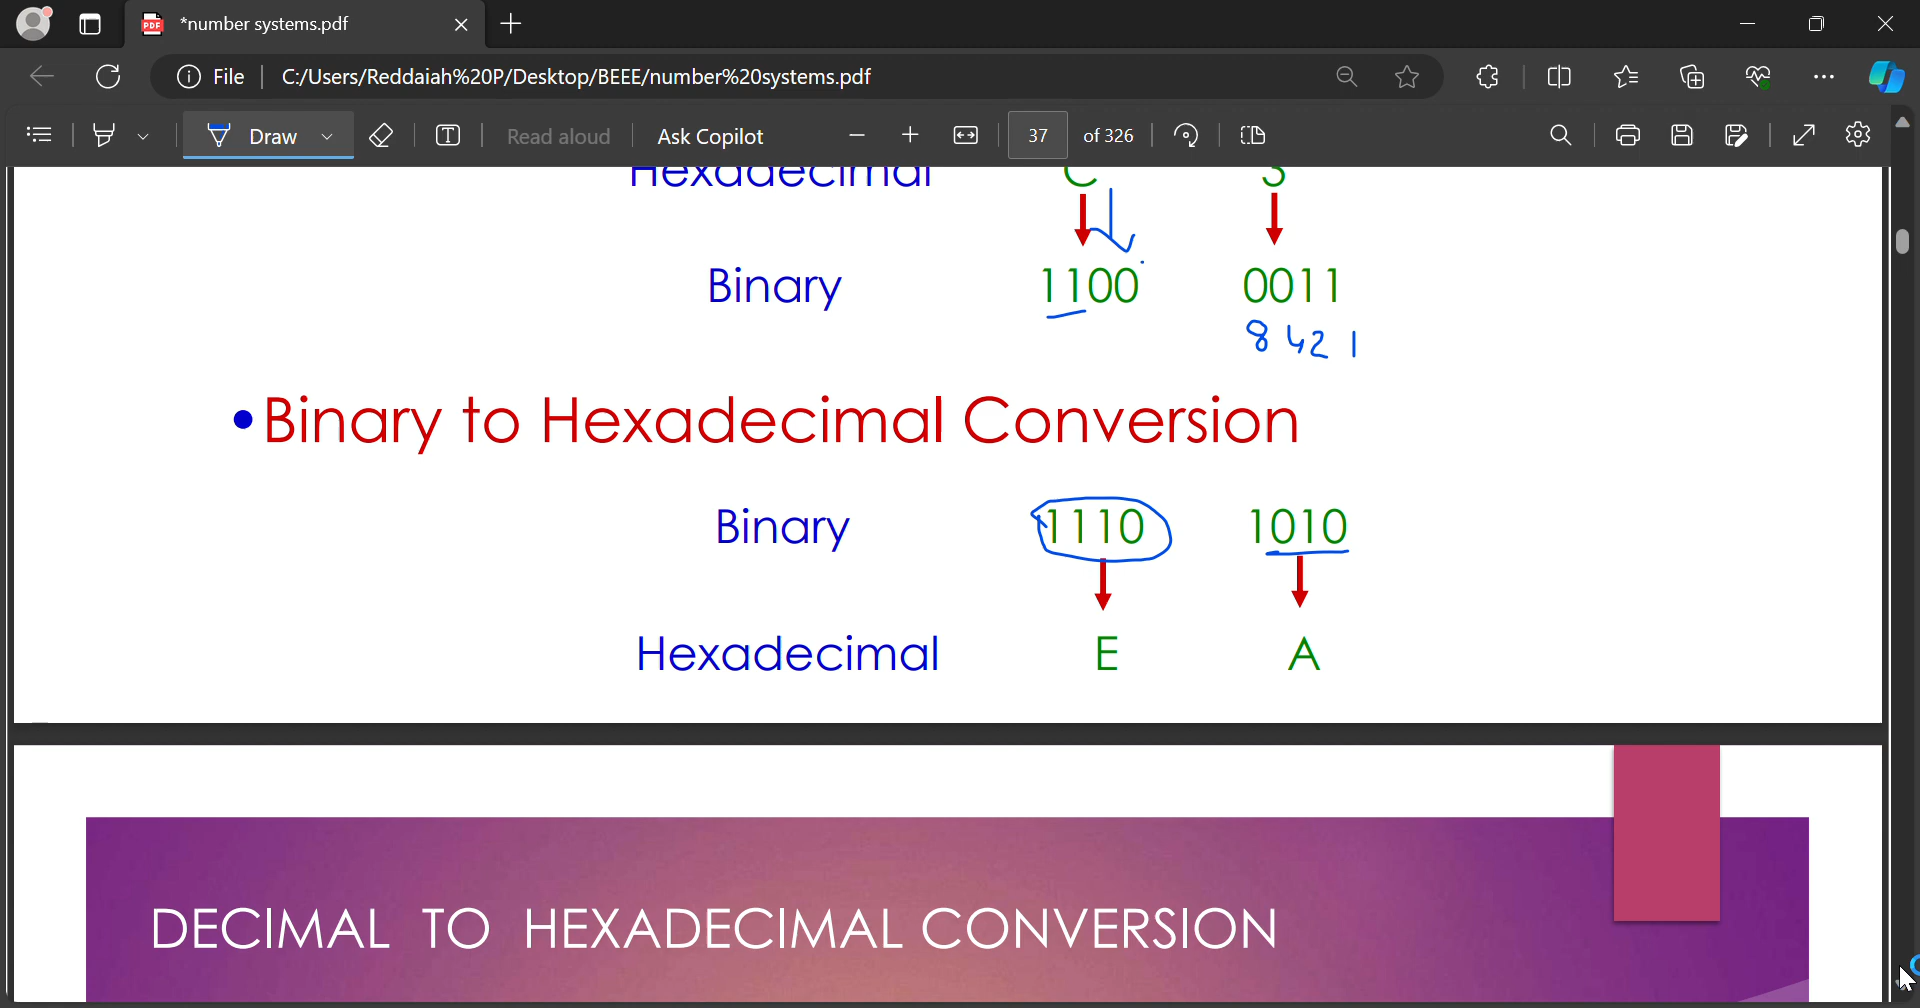 *number systems.pdf
File C:/Users/Reddaiah%20P/Desktop/BEEE/number%20systems.pdf
Draw Read aloud Ask Copilot 37 of 326
Hexadecimal C 3
Binary 1100 0011
8 4 2 1
•Binary to Hexadecimal Conversion
Binary 1110 1010
Hexadecimal E A
DECIMAL TO HEXADECIMAL CONVERSION